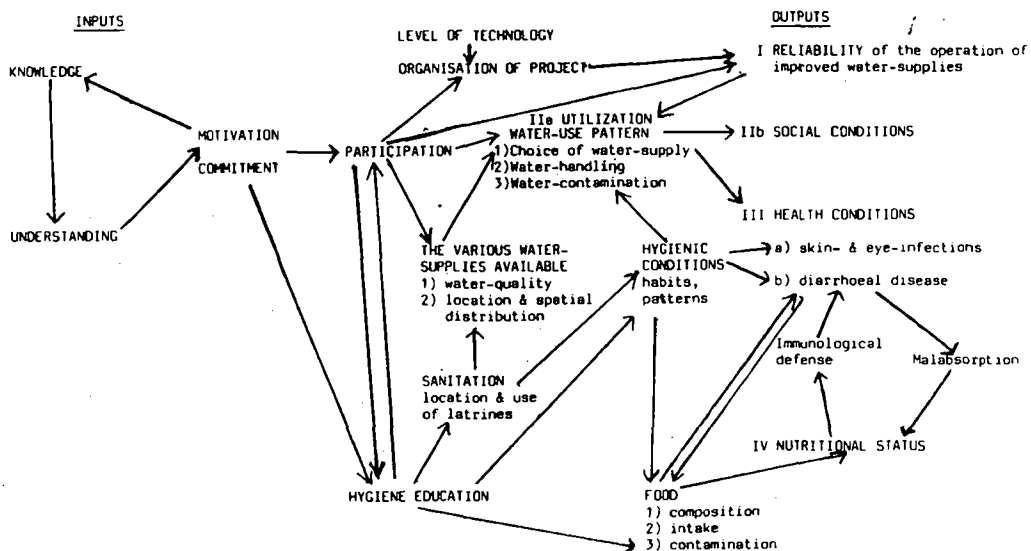 INPUTS
OUTPUTS
LEVEL OF TECHNOLOGY
ORGANISATION OF PROJECT
I RELIABILITY of the operation of
improved water-supplies
KNOWLEDGE
MOTIVATION
COMMITMENT
UNDERSTANDING
PARTICIPATION
IIa UTILIZATION
WATER-USE PATTERN
1)Choice of water-supply
2)Water-handling
3)Water-contamination
IIb SOCIAL CONDITIONS
III HEALTH CONDITIONS
a) skin- & eye-infections
b) diarrhoeal disease
THE VARIOUS WATER-
SUPPLIES AVAILABLE
1) water-quality
2) location & spatial
distribution
HYGIENIC
CONDITIONS
habits,
patterns
Immunological
defense
Malabsorption
SANITATION
location & use
of latrines
IV NUTRITIONAL STATUS
HYGIENE EDUCATION
FOOD
1) composition
2) intake
3) contamination